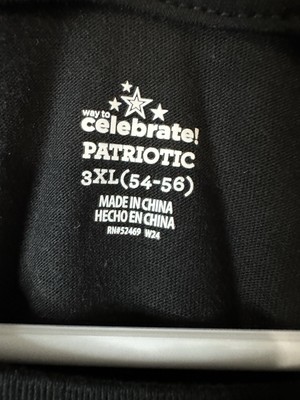 way to
celebrate!
PATRIOTIC
3XL(54-56)
MADE IN CHINA
HECHO EN CHINA
RN#52469 W24